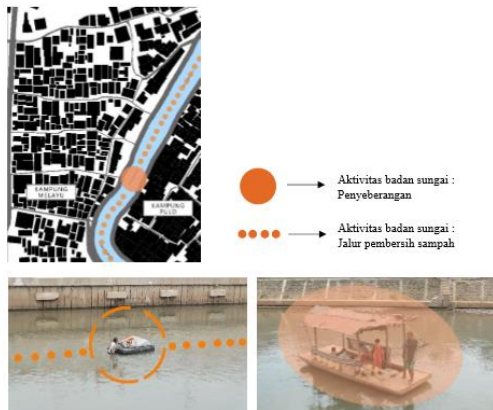 KAMPUNG
MELAYU
KAMPUNG
PULO
Aktivitas badan sungai :
Penyeberangan
Aktivitas badan sungai :
Jalur pembersih sampah